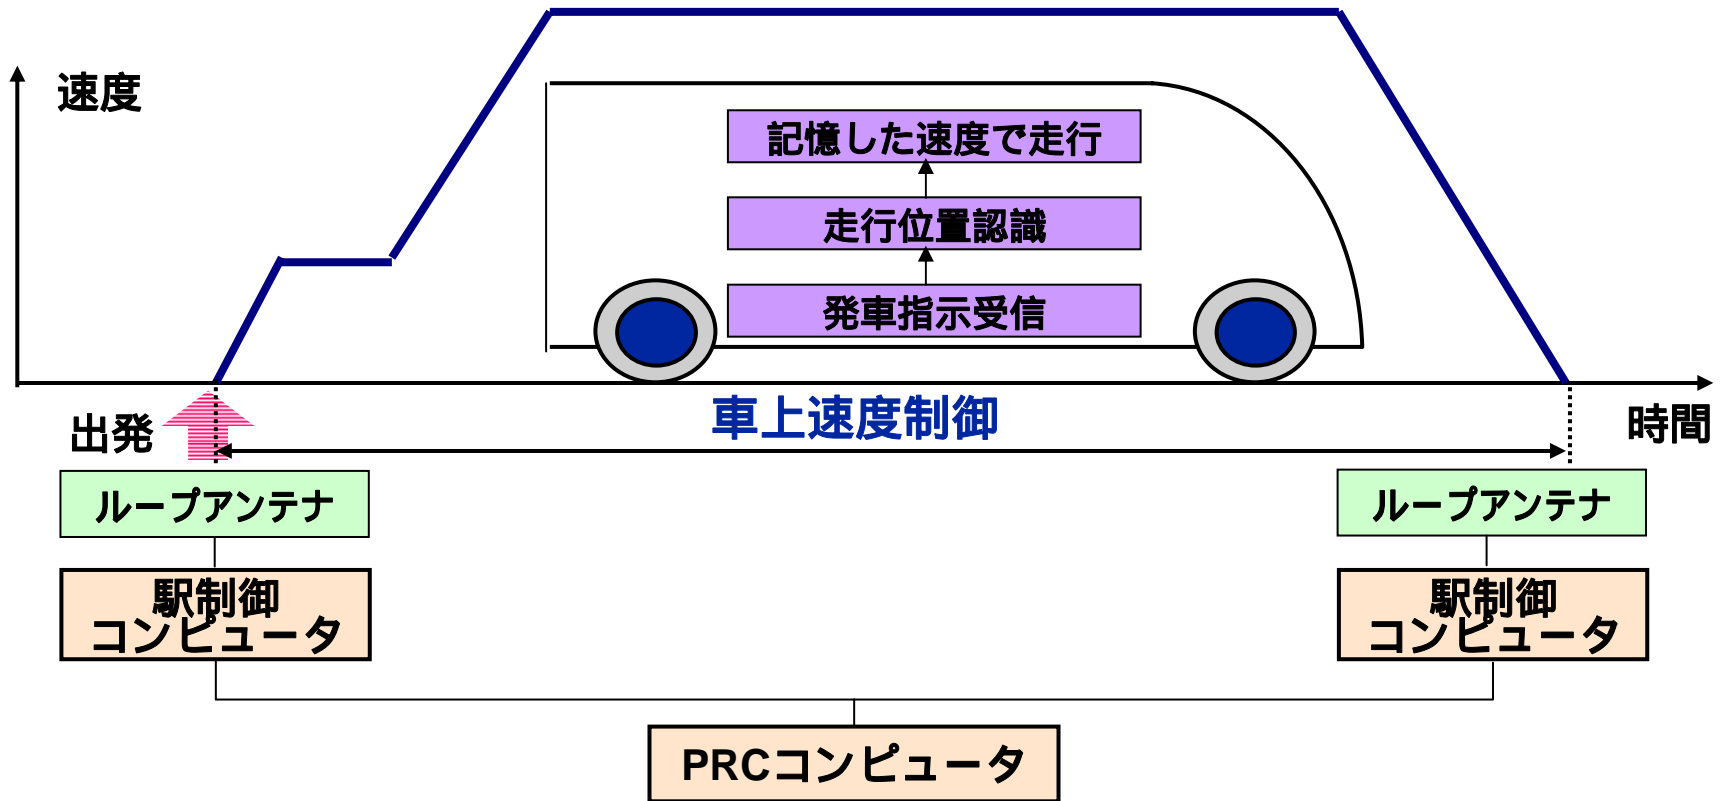 速度
記憶した速度で走行
走行位置認識
発車指示受信
出発
車上速度制御
時間
ループアンテナ
ループアンテナ
駅制御
コンピュータ
駅制御
コンピュータ
PRCコンピュータ